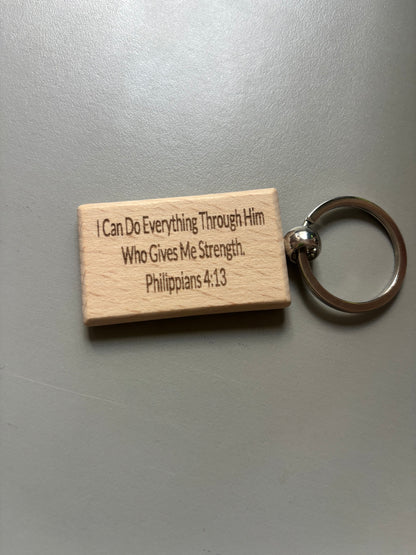 I Can Do Everything Through Him
Who Gives Me Strength.
Philippians 4:13